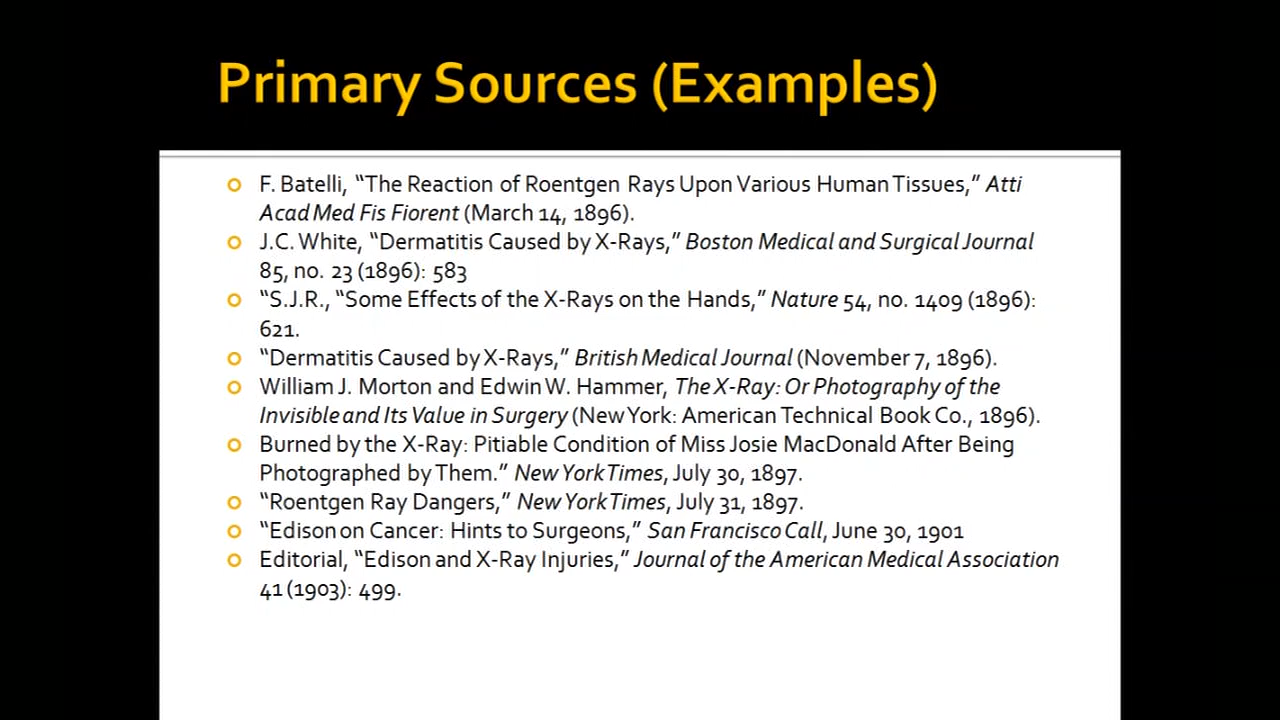 Primary Sources (Examples)
F. Batelli, “The Reaction of Roentgen Rays Upon Various Human Tissues,” Atti
Acad Med Fis Fiorent (March 14, 1896).
J.C. White, “Dermatitis Caused by X-Rays,” Boston Medical and Surgical Journal
85, no. 23 (1896): 583
“S.J.R., “Some Effects of the X-Rays on the Hands,” Nature 54, no. 1409 (1896):
621.
“Dermatitis Caused by X-Rays,” British Medical Journal (November 7, 1896).
William J. Morton and Edwin W. Hammer, The X-Ray: Or Photography of the
Invisible and Its Value in Surgery (New York: American Technical Book Co., 1896).
Burned by the X-Ray: Pitiable Condition of Miss Josie MacDonald After Being
Photographed by Them.” New York Times, July 30, 1897.
“Roentgen Ray Dangers,” New York Times, July 31, 1897.
“Edison on Cancer: Hints to Surgeons,” San Francisco Call, June 30, 1901
Editorial, “Edison and X-Ray Injuries,” Journal of the American Medical Association
41 (1903): 499.